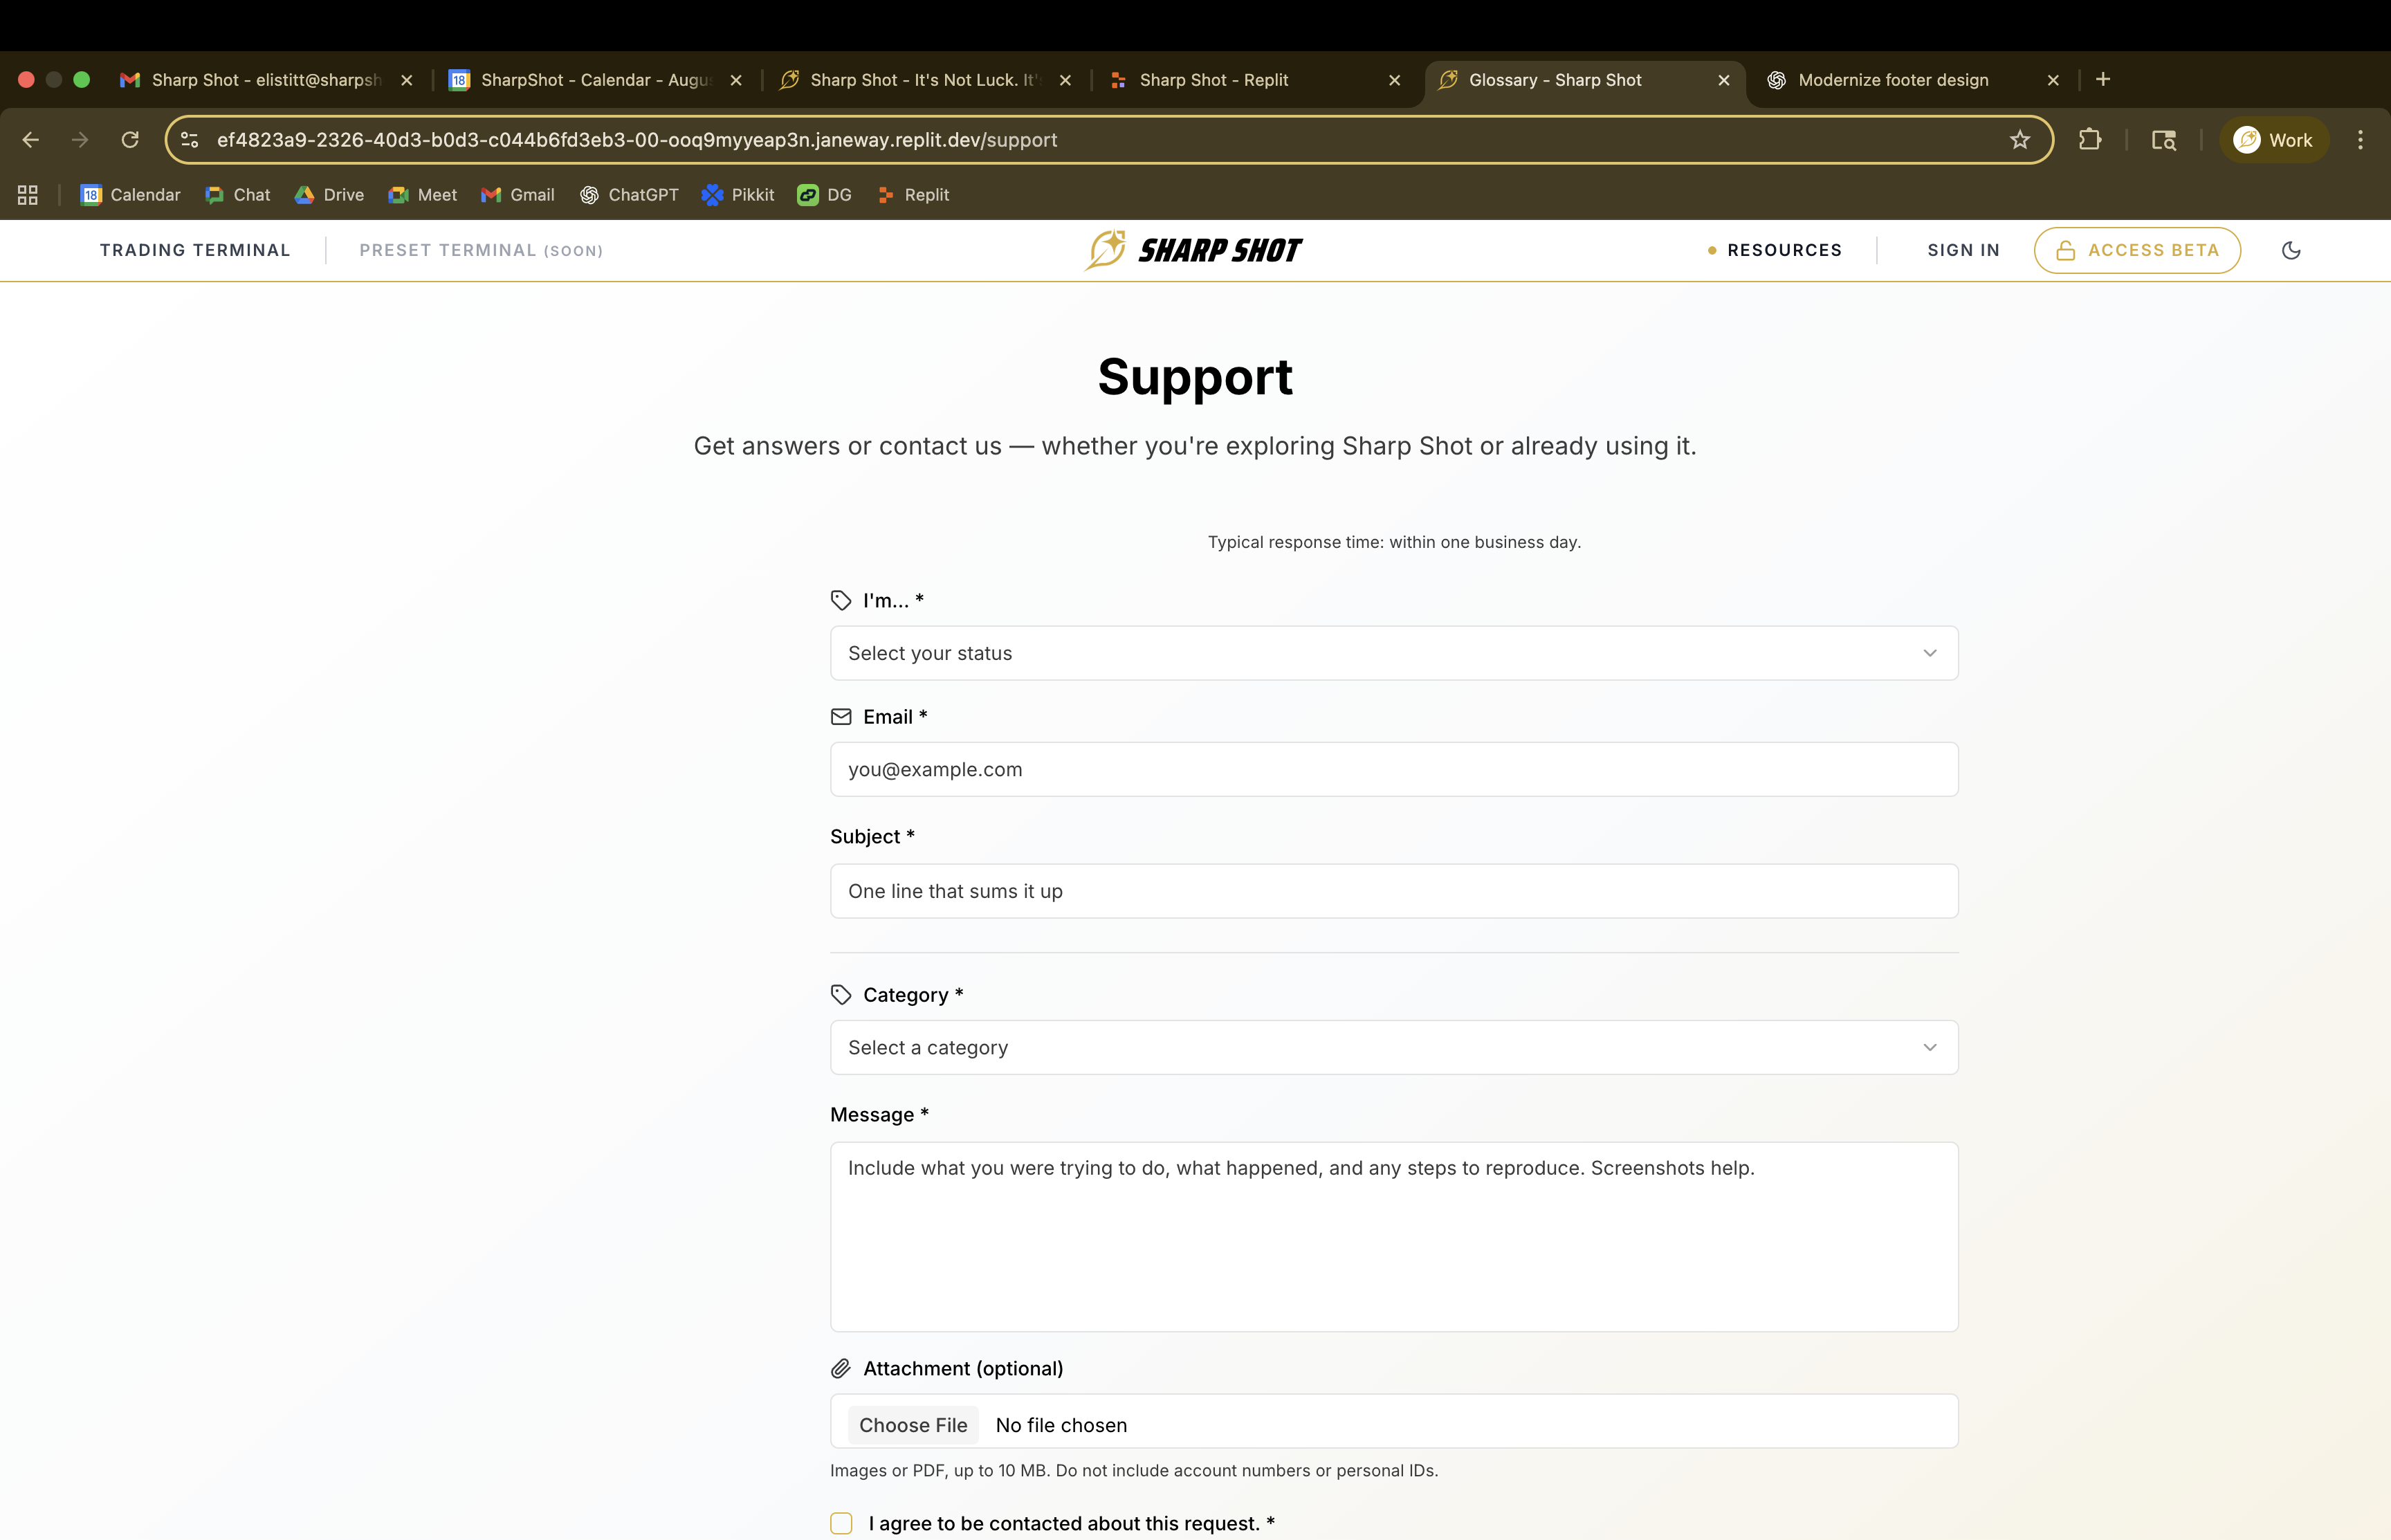 Sharp Shot - elistitt@sharpsh
18 SharpShot - Calendar - Augu
Sharp Shot - It's Not Luck. It's
Sharp Shot - Replit
Glossary - Sharp Shot
Modernize footer design
ef4823a9-2326-40d3-b0d3-c044b6fd3eb3-00-ooq9myyeap3n.janeway.replit.dev/support
Work
18 Calendar
Chat
Drive
Meet
Gmail
ChatGPT
Pikkit
DG
Replit
TRADING TERMINAL
PRESET TERMINAL (SOON)
SHARP SHOT
RESOURCES
SIGN IN
ACCESS BETA
Support
Get answers or contact us — whether you're exploring Sharp Shot or already using it.
Typical response time: within one business day.
I'm... *
Select your status
Email *
you@example.com
Subject *
One line that sums it up
Category *
Select a category
Message *
Include what you were trying to do, what happened, and any steps to reproduce. Screenshots help.
Attachment (optional)
Choose File No file chosen
Images or PDF, up to 10 MB. Do not include account numbers or personal IDs.
I agree to be contacted about this request. *